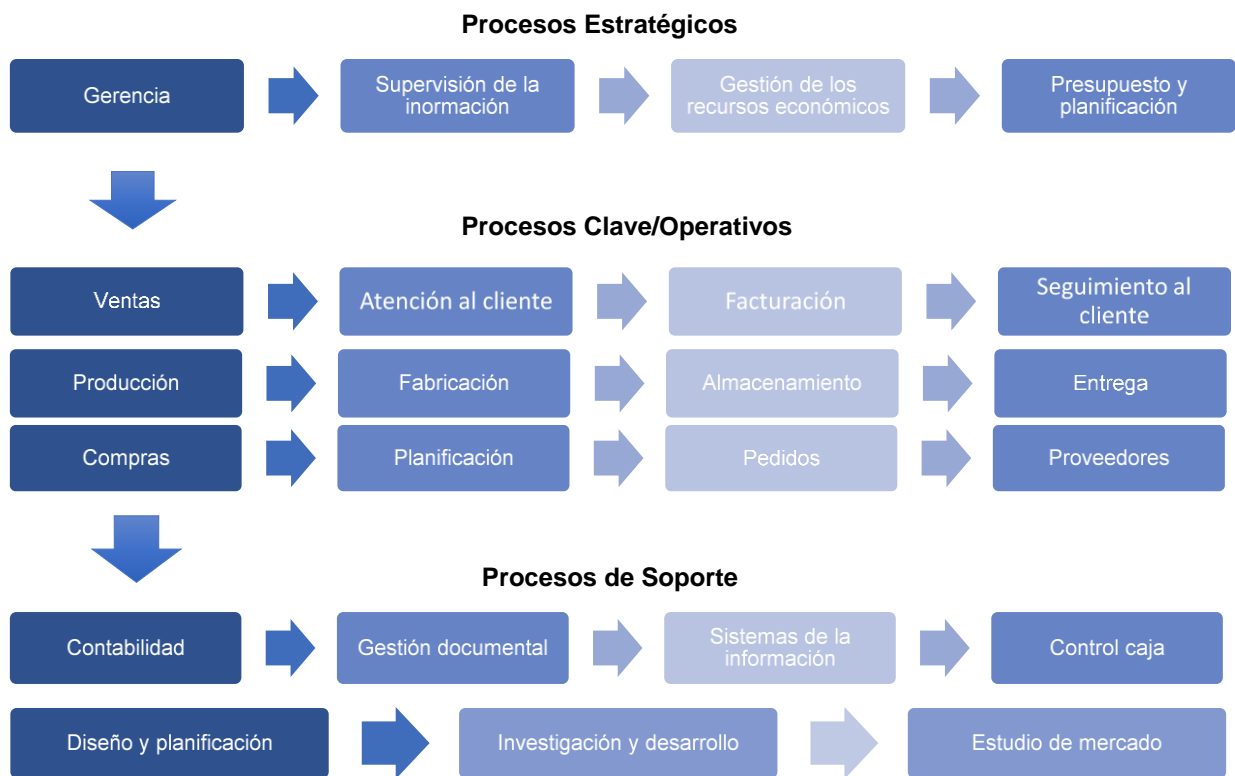 Procesos Estratégicos
Gerencia
Supervisión de la
inormación
Gestión de los
recursos económicos
Presupuesto y
planificación
Procesos Clave/Operativos
Ventas
Atención al cliente
Facturación
Seguimiento al
cliente
Producción
Fabricación
Almacenamiento
Entrega
Compras
Planificación
Pedidos
Proveedores
Procesos de Soporte
Contabilidad
Gestión documental
Sistemas de la
información
Control caja
Diseño y planificación
Investigación y desarrollo
Estudio de mercado